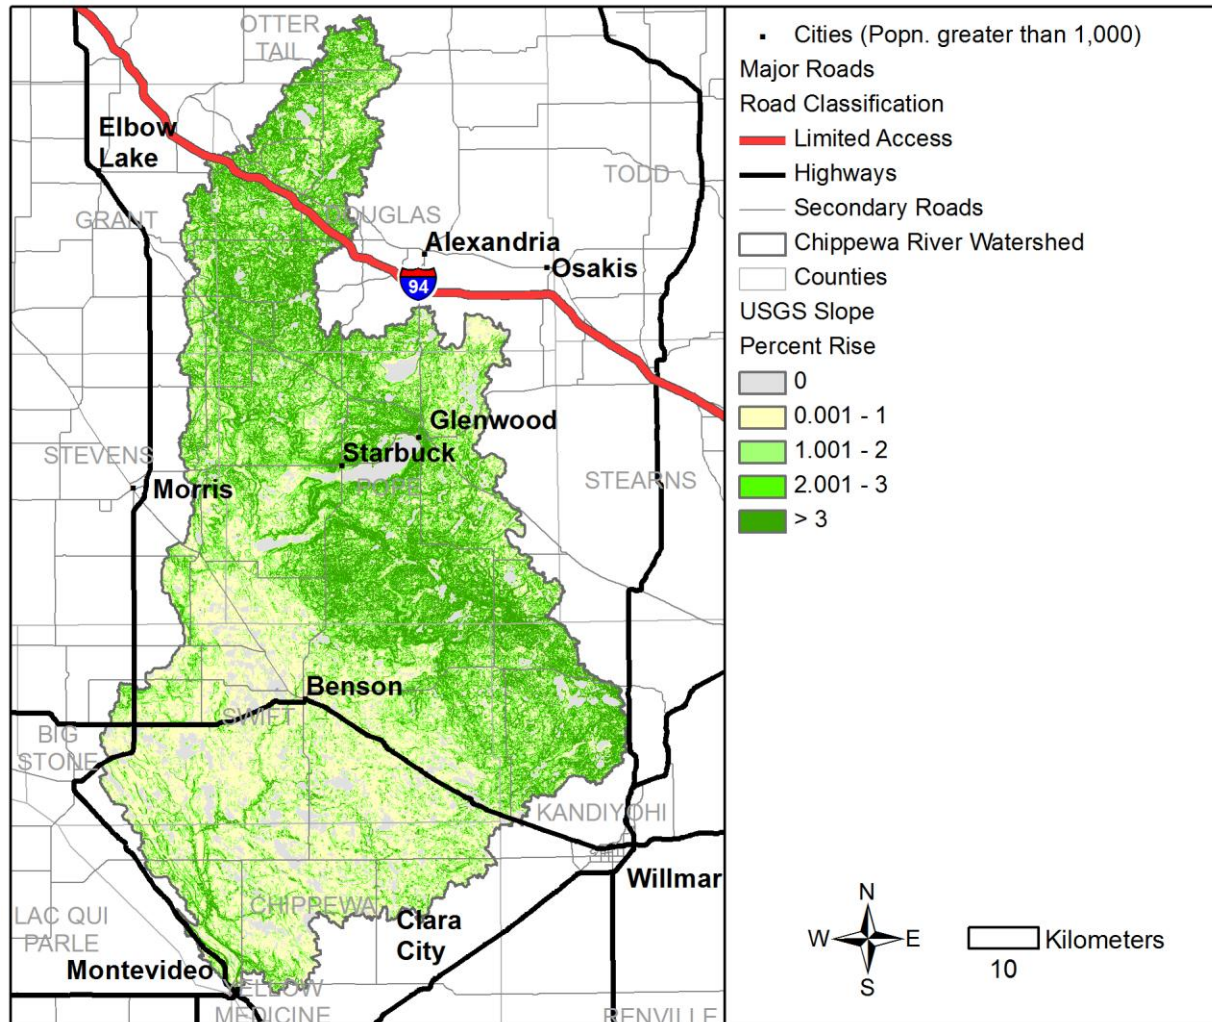 OTTER
TAIL
Elbow
Lake
TODD
GRANT
DOUGLAS
Alexandria
Osakis
94
Glenwood
Starbuck
STEVENS
POPE
Morris
STEARNS
Benson
SWIFT
BIG
STONE
KANDIYOHI
Willmar
CHIPPEWA
LAC QUI
PARLE
Clara
City
Montevideo
YELLOW
MEDICINE
RENVILLE
Cities (Popn. greater than 1,000)
Major Roads
Road Classification
Limited Access
Highways
Secondary Roads
Chippewa River Watershed
Counties
USGS Slope
Percent Rise
0
0.001 - 1
1.001 - 2
2.001 - 3
> 3
N
W E
S
Kilometers
10